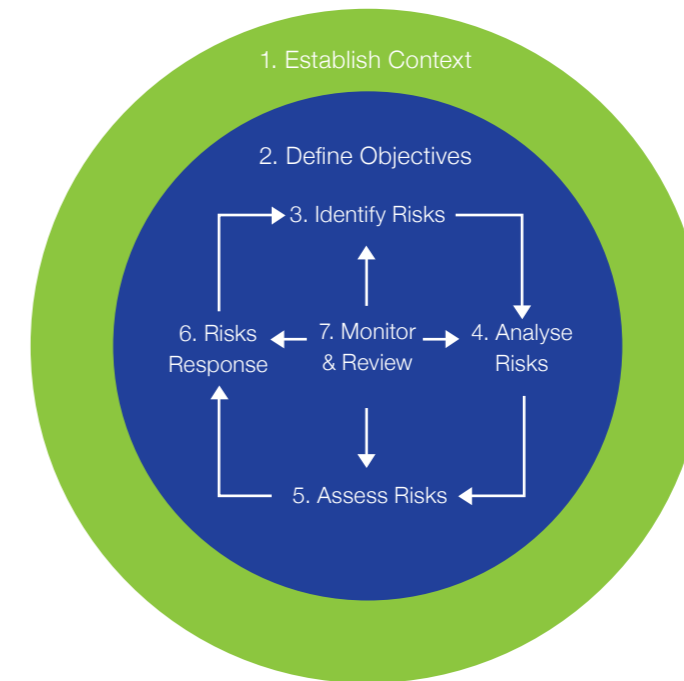 1. Establish Context
2. Define Objectives
3. Identify Risks
6. Risks
Response
7. Monitor
& Review
4. Analyse
Risks
5. Assess Risks